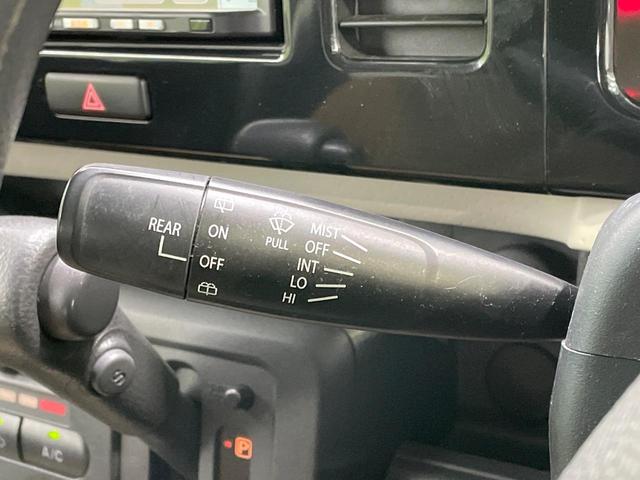 REAR
ON
OFF
PULL
MIST
OFF
INT
LO
HI
S
A/C
P